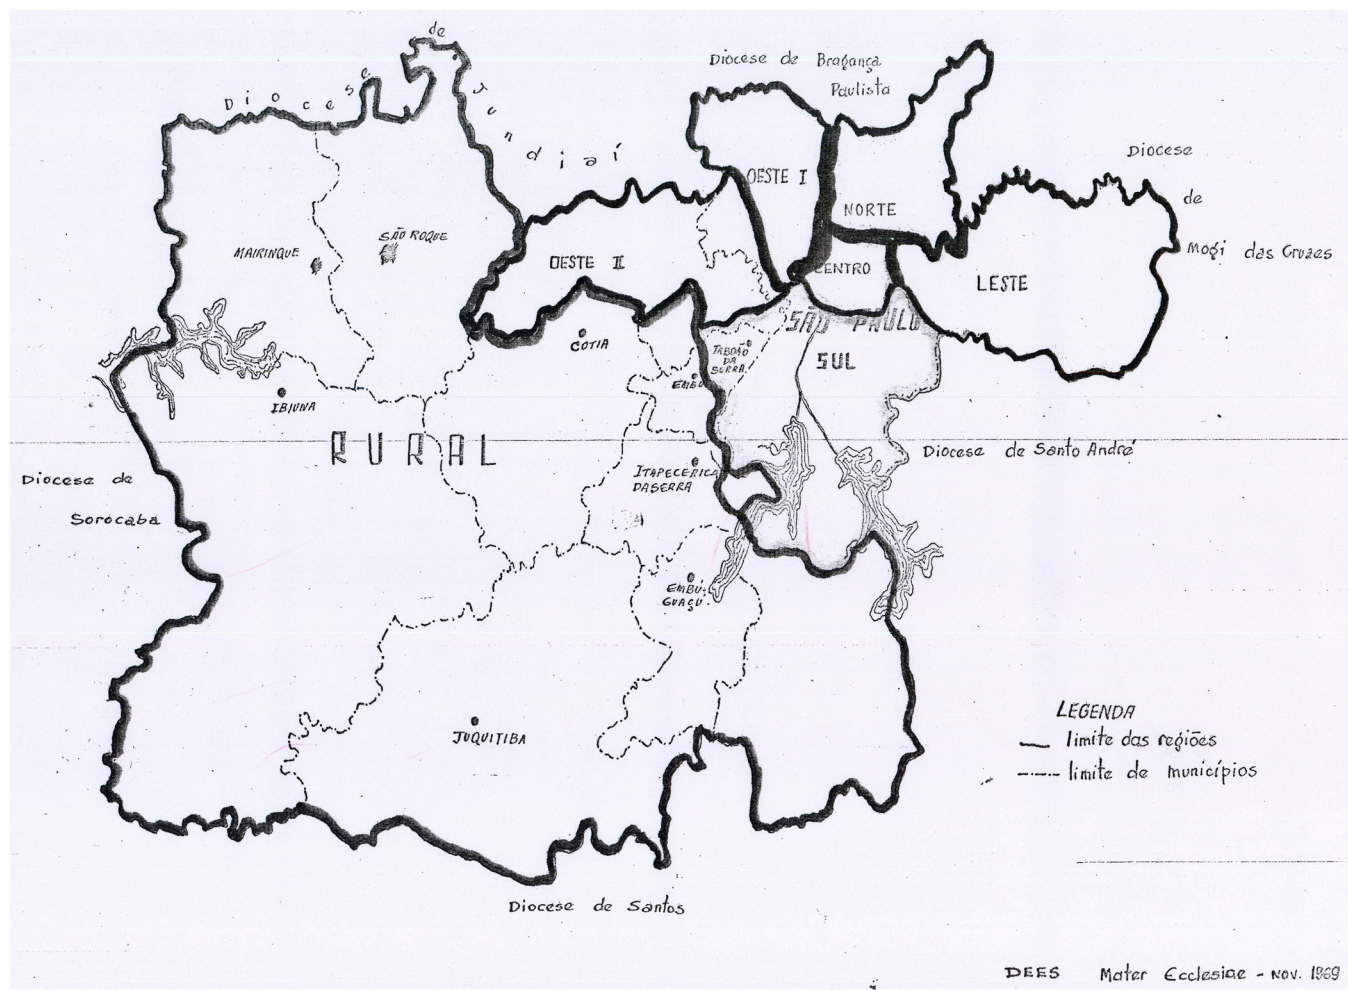 Diocese de Jundiaí
Diocese de Bragança
Paulista
Diocese
de
Mogi das Cruzes
OESTE I
NORTE
MAIRINQUE
SÃO ROQUE
OESTE II
CENTRO
LESTE
SÃO PAULO
SUL
COTIA
TABOÃO
DA
SERRA
EMBU
IBIUNA
RURAL
Diocese de Santo André
Diocese de
Sorocaba
ITAPECERICA
DA SERRA
EMBÚ-
GUAÇU
JUQUITIBA
LEGENDA
limite das regiões
limite de municípios
Diocese de Santos
DEES Mater Ecclesiae - NOV. 1969